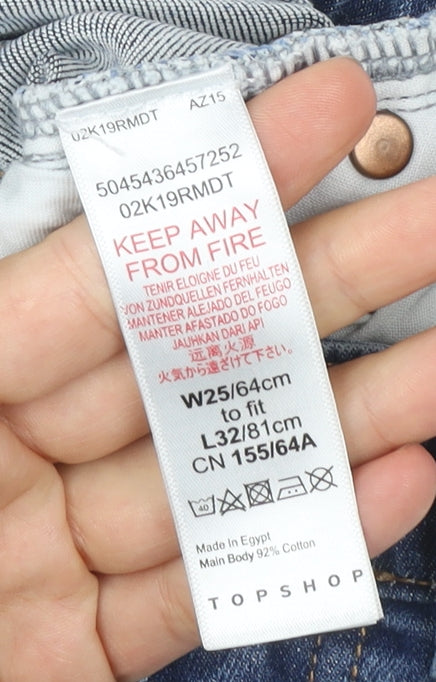 02K19RMDT AZ15
5045436457252
02K19RMDT
KEEP AWAY
FROM FIRE
TENIR ELOIGNE DU FEU
VON ZUNDQUELLEN FERNHALTEN
MANTENER ALEJADO DEL FEUGO
MANTER AFASTADO DO FOGO
JAUHKAN DARI API
远离火源
火気から遠ざけて下さい。
W25/64cm
to fit
L32/81cm
CN 155/64A
40
Made In Egypt
Main Body 92% Cotton
TOPSHOP